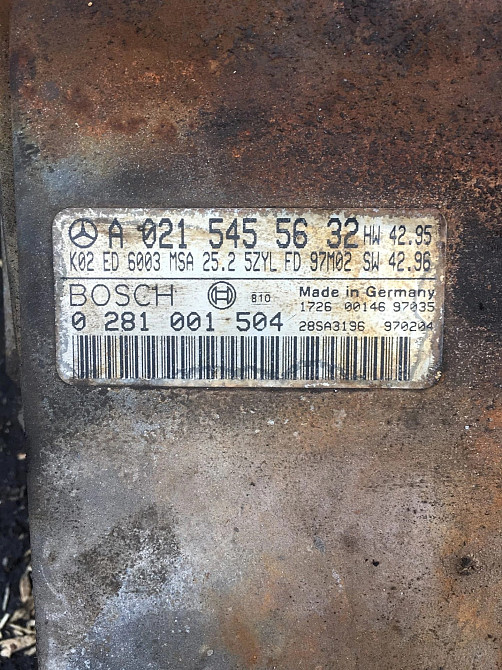 A 021 545 56 32 HW 42.95
K02 ED 6003 MSA 25.2 5ZYL FD 97M02 SW 42.96
BOSCH 810 Made in Germany
1726 00146 97035
0 281 001 504 28SA3196 970204